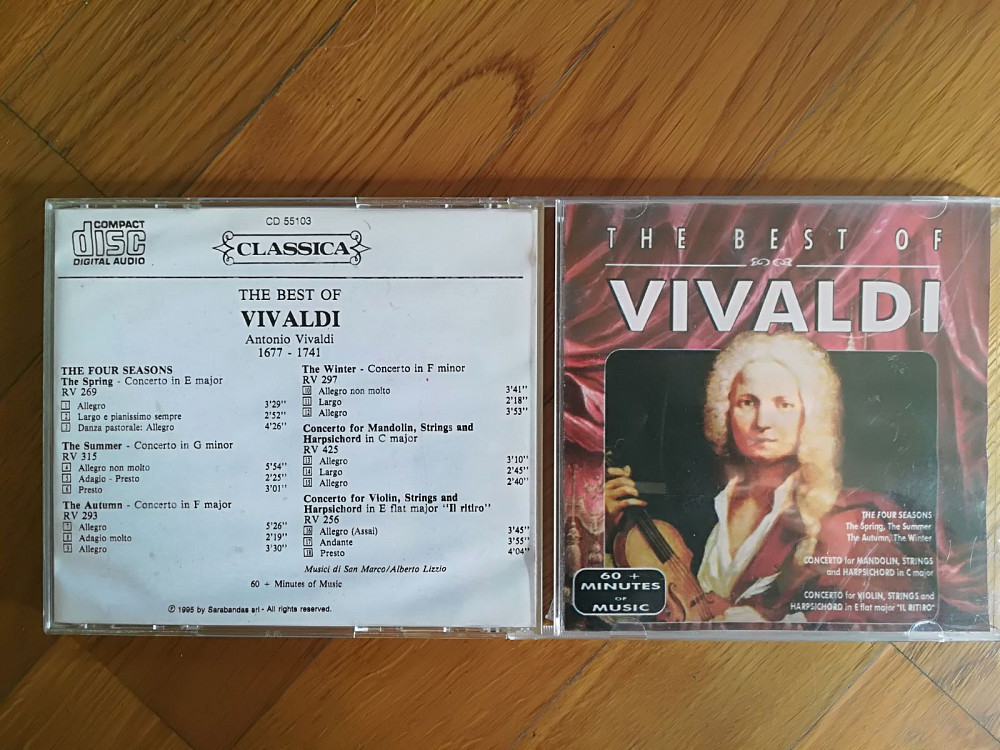 COMPACT
disc
DIGITAL AUDIO
CD 55103
CLASSICA
THE BEST OF
VIVALDI
Antonio Vivaldi
1677 - 1741
THE FOUR SEASONS
The Spring - Concerto in E major
RV 269
1 Allegro 3'29"
2 Largo e pianissimo sempre 2'52"
3 Danza pastorale: Allegro 4'26"
The Summer - Concerto in G minor
RV 315
4 Allegro non molto 5'54"
5 Adagio - Presto 2'25"
6 Presto 3'01"
The Autumn - Concerto in F major
RV 293
7 Allegro 5'26"
8 Adagio molto 2'19"
9 Allegro 3'30"
The Winter - Concerto in F minor
RV 297
10 Allegro non molto 3'41"
11 Largo 2'18"
12 Allegro 3'53"
Concerto for Mandolin, Strings and
Harpsichord in C major
RV 425
13 Allegro 3'10"
14 Largo 2'45"
15 Allegro 2'40"
Concerto for Violin, Strings and
Harpsichord in E flat major "Il ritiro"
RV 256
16 Allegro (Assai) 3'45"
17 Andante 3'55"
18 Presto 4'04"
Musici di San Marco/Alberto Lizzio
60 + Minutes of Music
℗ 1995 by Sarabandas srl - All rights reserved.
THE BEST OF
VIVALDI
THE FOUR SEASONS
The Spring, The Summer
The Autumn, The Winter
CONCERTO for MANDOLIN, STRINGS
and HARPSICHORD in C major
CONCERTO for VIOLIN, STRINGS and
HARPSICHORD in E flat major "IL RITIRO"
60 +
MINUTES
OF
MUSIC